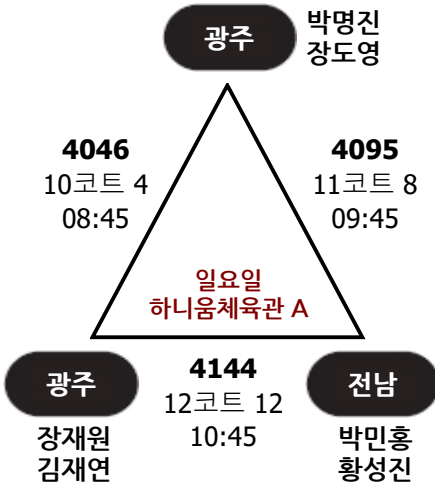 광주
박명진
장도영
4046
10코트 4
08:45
4095
11코트 8
09:45
일요일
하니움체육관 A
광주
장재원
김재연
4144
12코트 12
10:45
전남
박민홍
황성진